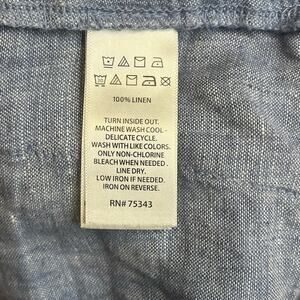 100% LINEN
TURN INSIDE OUT.
MACHINE WASH COOL -
DELICATE CYCLE.
WASH WITH LIKE COLORS.
ONLY NON-CHLORINE
BLEACH WHEN NEEDED.
LINE DRY.
LOW IRON IF NEEDED.
IRON ON REVERSE.
RN# 75343